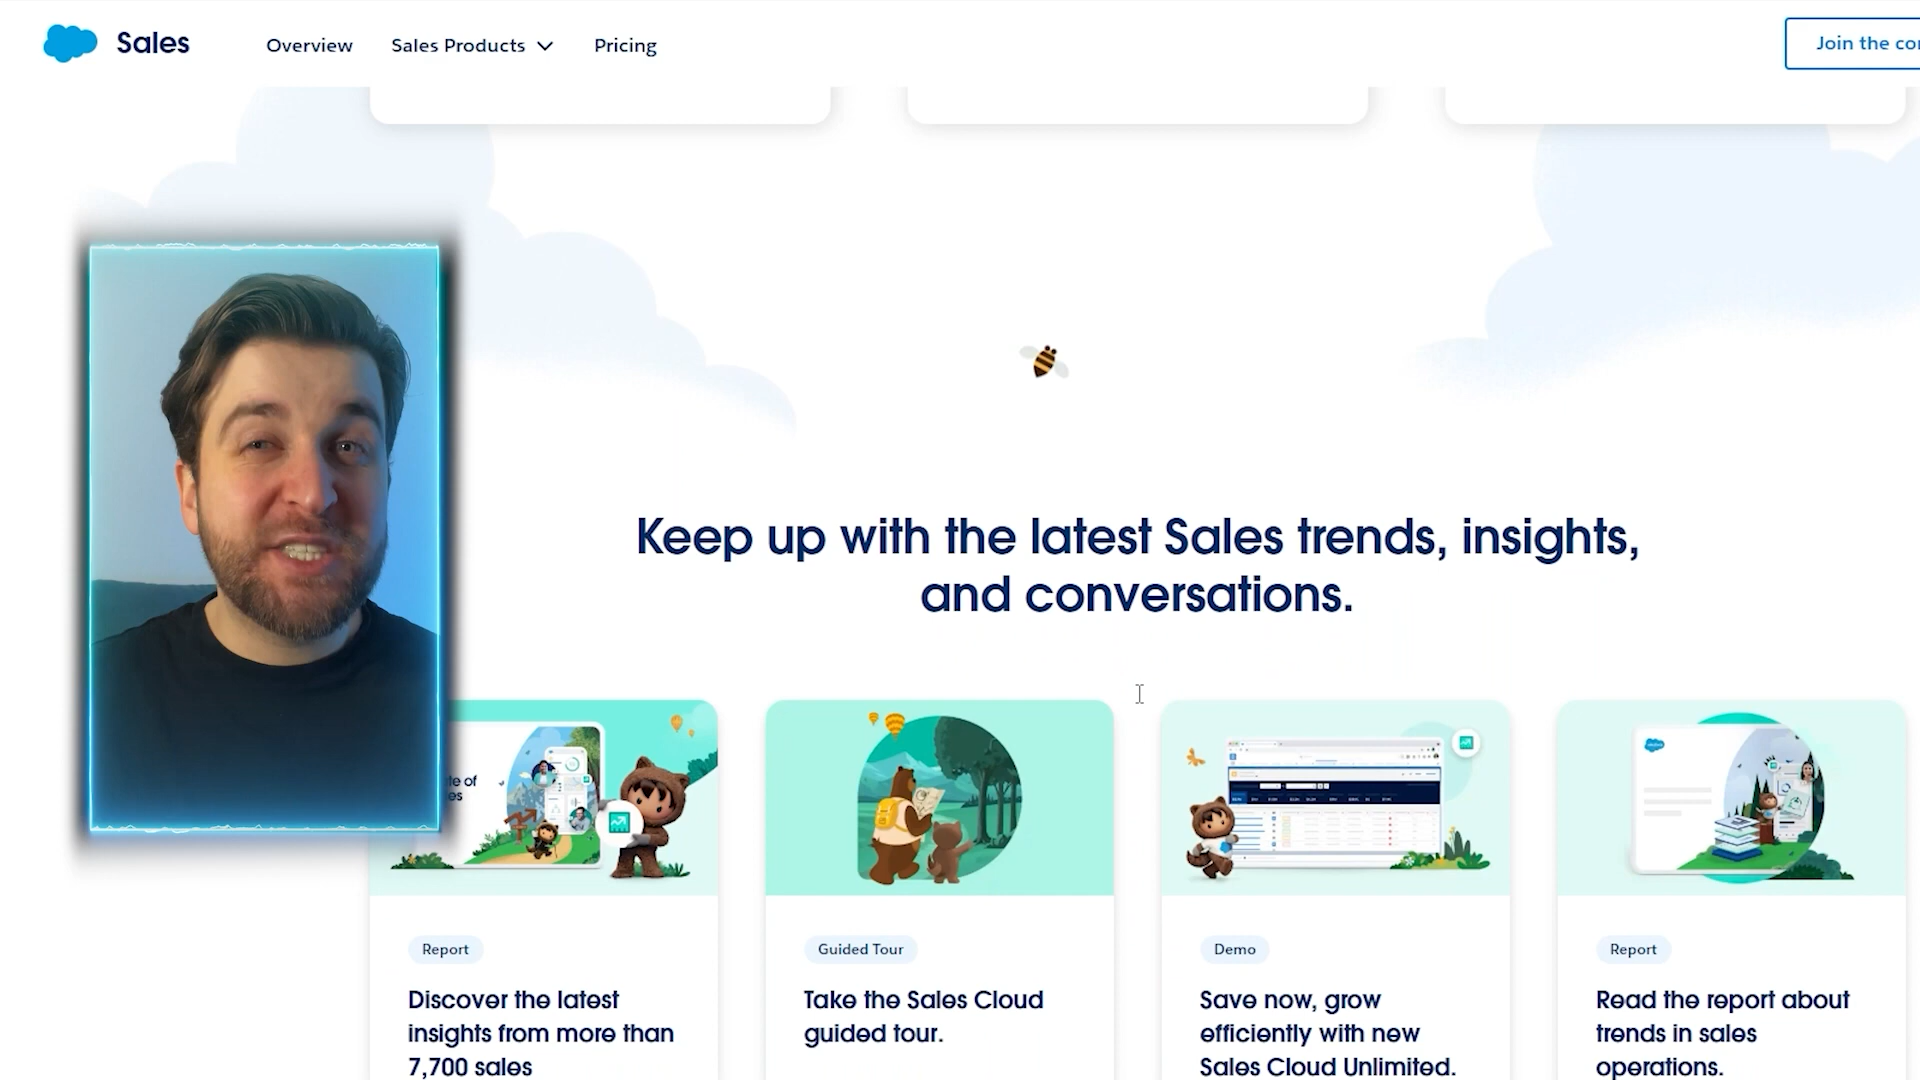 Sales
Overview
Sales Products
Pricing
Join the
Keep up with the latest Sales trends, insights,
and conversations.
of
Report
Discover the latest
insights from more than
7,700 sales
Guided Tour
Take the Sales Cloud
guided tour.
Demo
Save now, grow
efficiently with new
Sales Cloud Unlimited.
Report
Read the report about
trends in sales
operations.